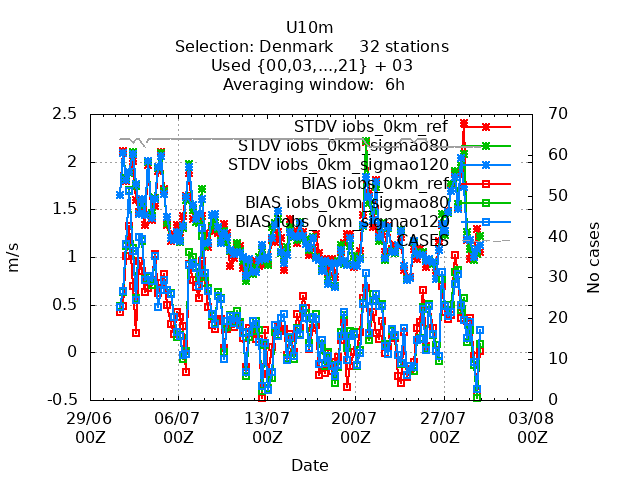 U10m
Selection: Denmark     32 stations
Used {00,03,...,21} + 03
Averaging window:  6h
STDV iobs_0km_ref
STDV iobs_0km_sigmao80
STDV iobs_0km_sigmao120
BIAS iobs_0km_ref
BIAS iobs_0km_sigmao80
BIAS iobs_0km_sigmao120
CASES
2.5
2
1.5
1
0.5
0
-0.5
m/s
70
60
50
40
30
20
10
0
No cases
29/06 06/07 13/07 20/07 27/07 03/08
00Z 00Z 00Z 00Z 00Z 00Z
Date